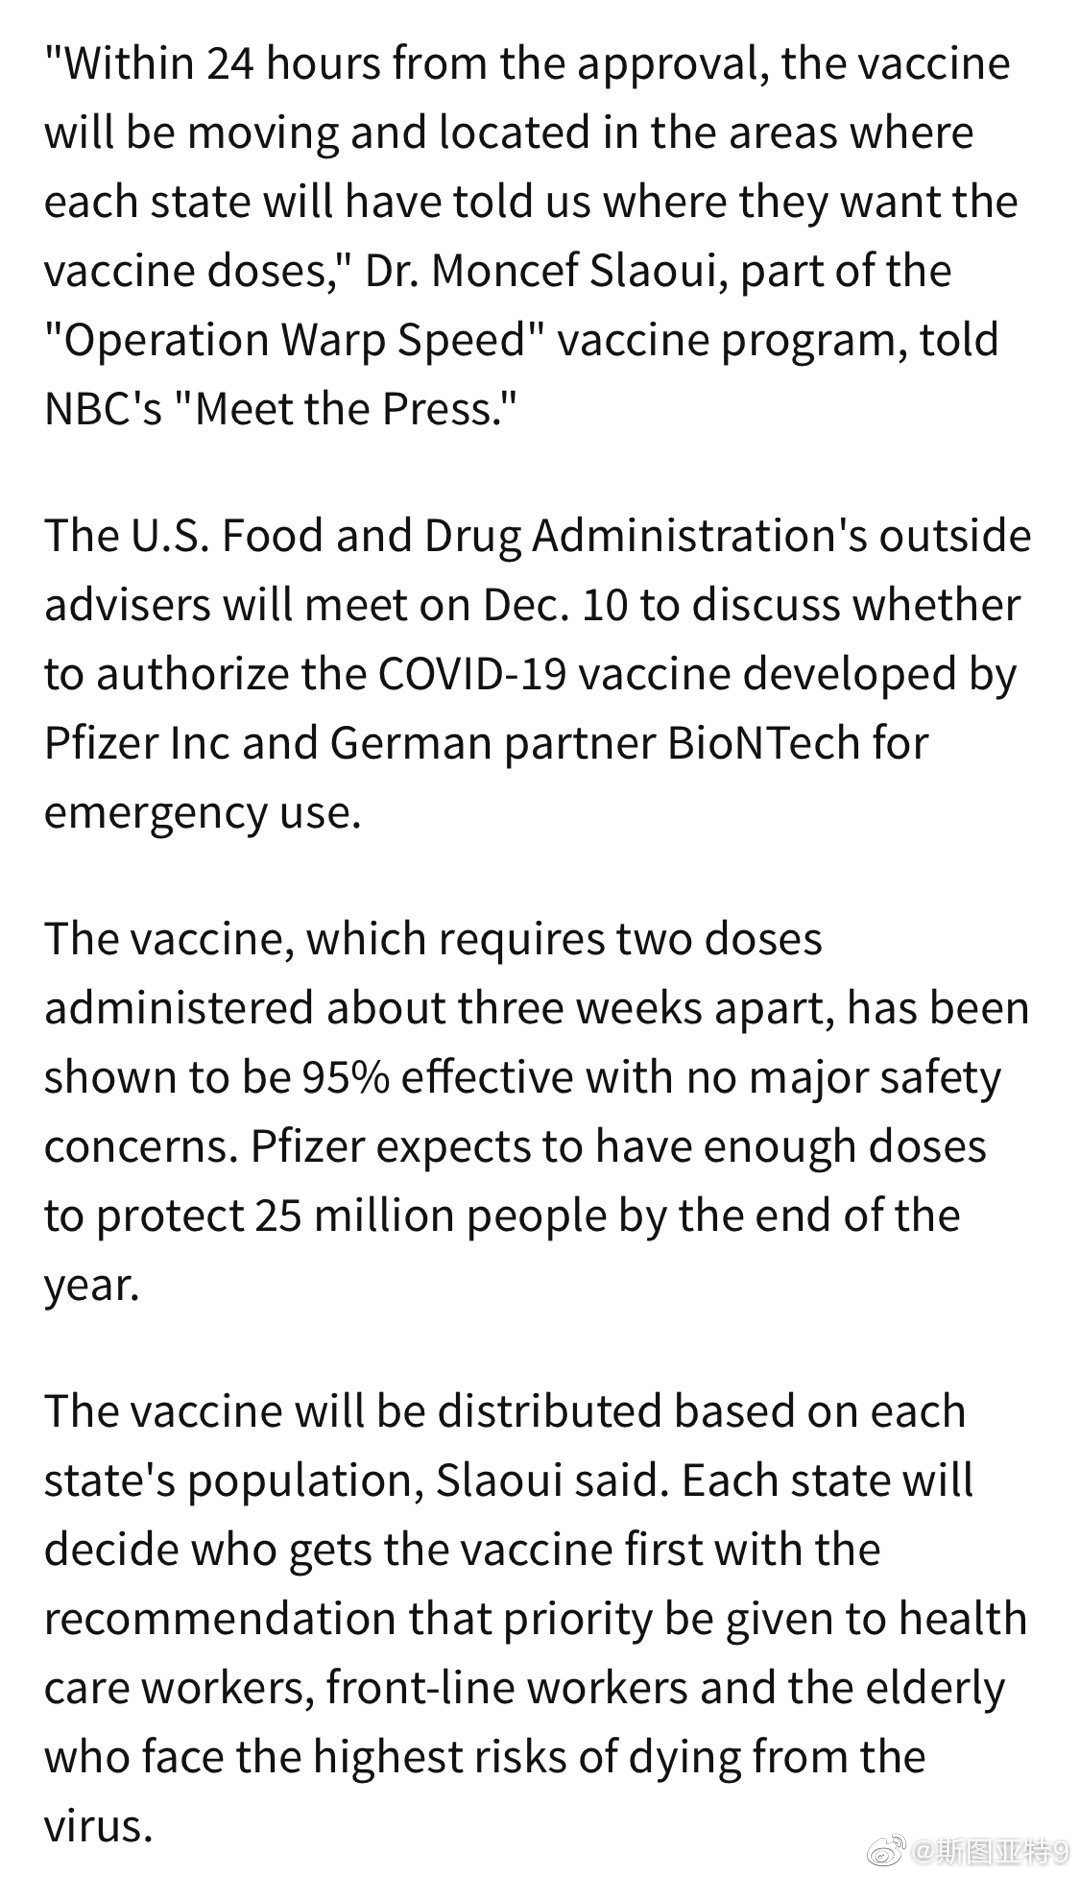 "Within 24 hours from the approval, the vaccine
will be moving and located in the areas where
each state will have told us where they want the
vaccine doses," Dr. Moncef Slaoui, part of the
"Operation Warp Speed" vaccine program, told
NBC's "Meet the Press."
The U.S. Food and Drug Administration's outside
advisers will meet on Dec. 10 to discuss whether
to authorize the COVID-19 vaccine developed by
Pfizer Inc and German partner BioNTech for
emergency use.
The vaccine, which requires two doses
administered about three weeks apart, has been
shown to be 95% effective with no major safety
concerns. Pfizer expects to have enough doses
to protect 25 million people by the end of the
year.
The vaccine will be distributed based on each
state's population, Slaoui said. Each state will
decide who gets the vaccine first with the
recommendation that priority be given to health
care workers, front-line workers and the elderly
who face the highest risks of dying from the
virus.
@斯图亚特9